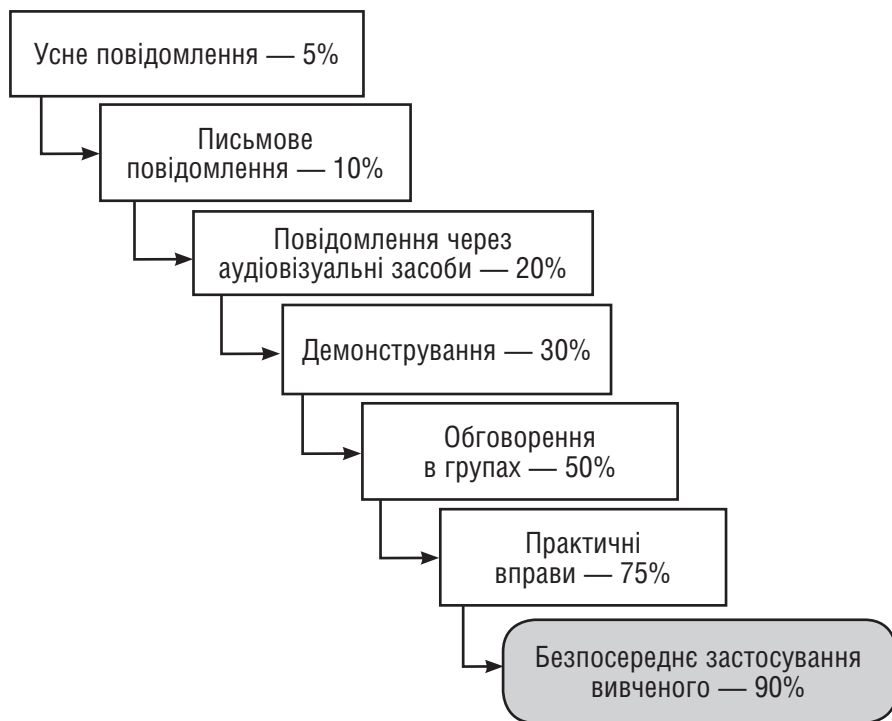 Усне повідомлення — 5%
Письмове
повідомлення — 10%
Повідомлення через
аудіовізуальні засоби — 20%
Демонстрування — 30%
Обговорення
в групах — 50%
Практичні
вправи — 75%
Безпосереднє застосування
вивченого — 90%